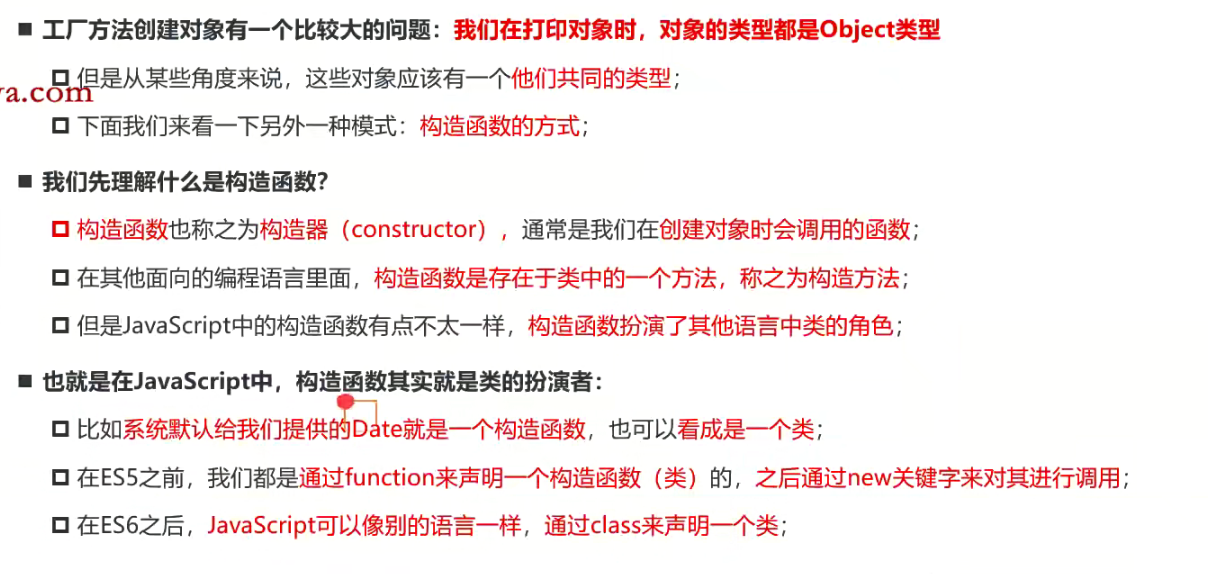 工厂方法创建对象有一个比较大的问题：我们在打印对象时，对象的类型都是Object类型
但是从某些角度来说，这些对象应该有一个他们共同的类型；
va.com
下面我们来看一下另外一种模式：构造函数的方式；
我们先理解什么是构造函数？
构造函数也称之为构造器（constructor），通常是我们在创建对象时会调用的函数；
在其他面向的编程语言里面，构造函数是存在于类中的一个方法，称之为构造方法；
但是JavaScript中的构造函数有点不太一样，构造函数扮演了其他语言中类的角色；
也就是在JavaScript中，构造函数其实就是类的扮演者：
比如系统默认给我们提供的Date就是一个构造函数，也可以看成是一个类；
在ES5之前，我们都是通过function来声明一个构造函数（类）的，之后通过new关键字来对其进行调用；
在ES6之后，JavaScript可以像别的语言一样，通过class来声明一个类；